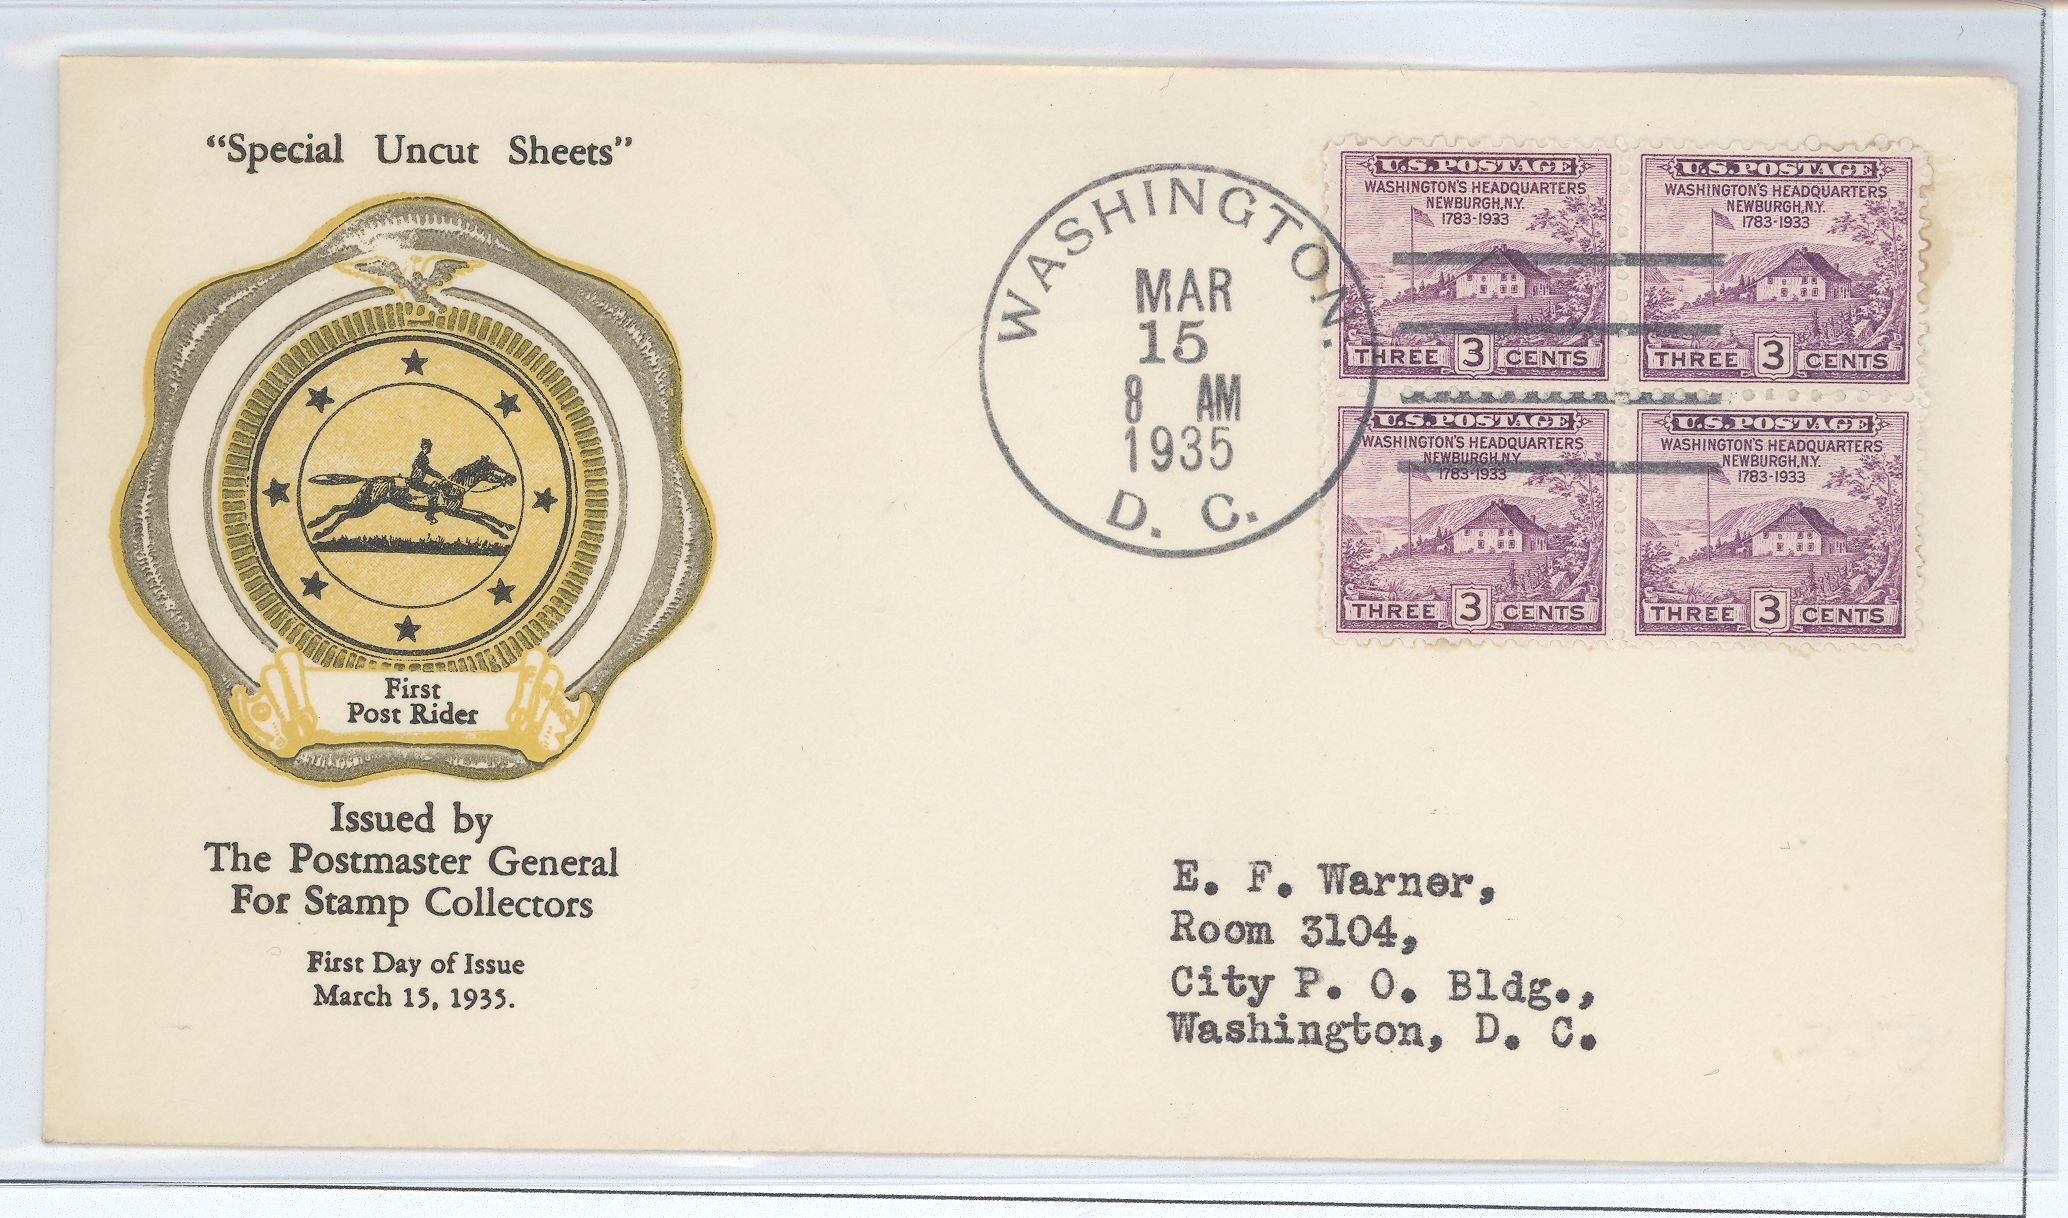 “Special Uncut Sheets”
First
Post Rider
Issued by
The Postmaster General
For Stamp Collectors
First Day of Issue
March 15, 1935.
WASHINGTON.
MAR
15
8 AM
1935
D. C.
U.S. POSTAGE
WASHINGTON'S HEADQUARTERS
NEWBURGH, N.Y.
1783-1933
THREE 3 CENTS
U.S. POSTAGE
WASHINGTON'S HEADQUARTERS
NEWBURGH, N.Y.
1783-1933
THREE 3 CENTS
U.S. POSTAGE
WASHINGTON'S HEADQUARTERS
NEWBURGH, N.Y.
1783-1933
THREE 3 CENTS
U.S. POSTAGE
WASHINGTON'S HEADQUARTERS
NEWBURGH, N.Y.
1783-1933
THREE 3 CENTS
E. F. Warner,
Room 3104,
City P. O. Bldg.,
Washington, D. C.